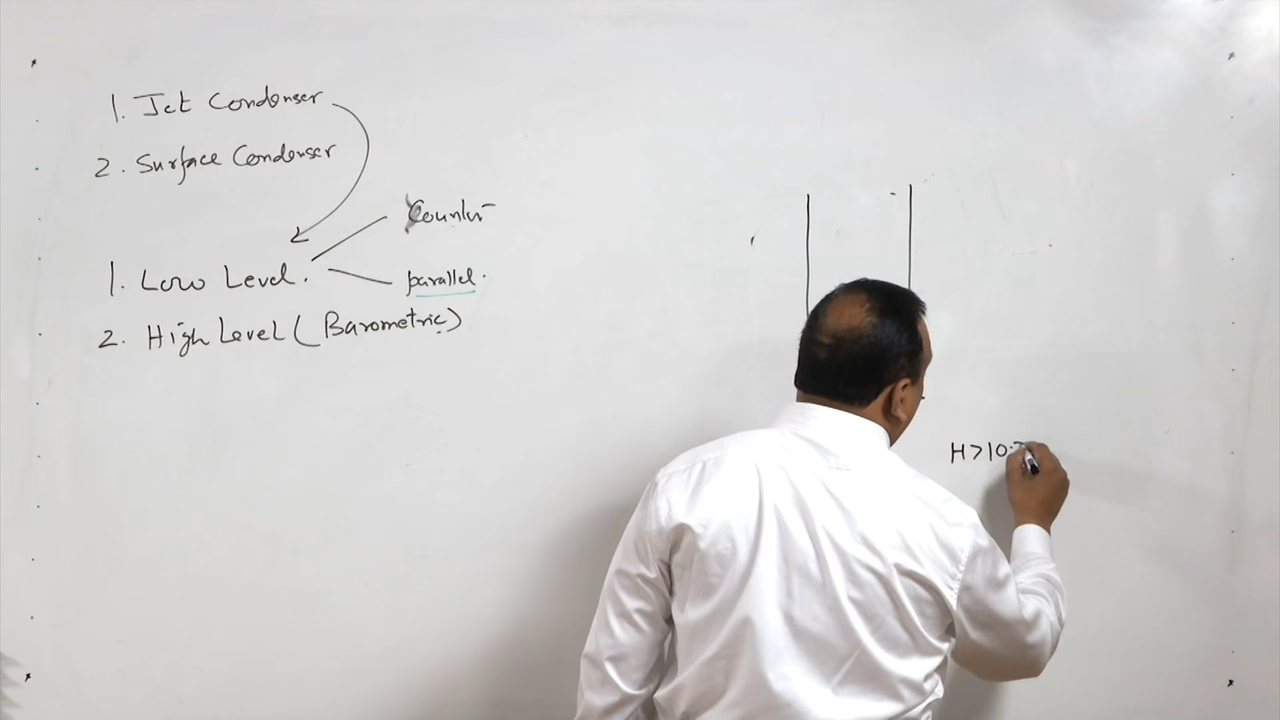 1. Jet Condenser
2. Surface Condenser
Counter
1. Low Level.
parallel.
2. High Level (Barometric)
H>10.